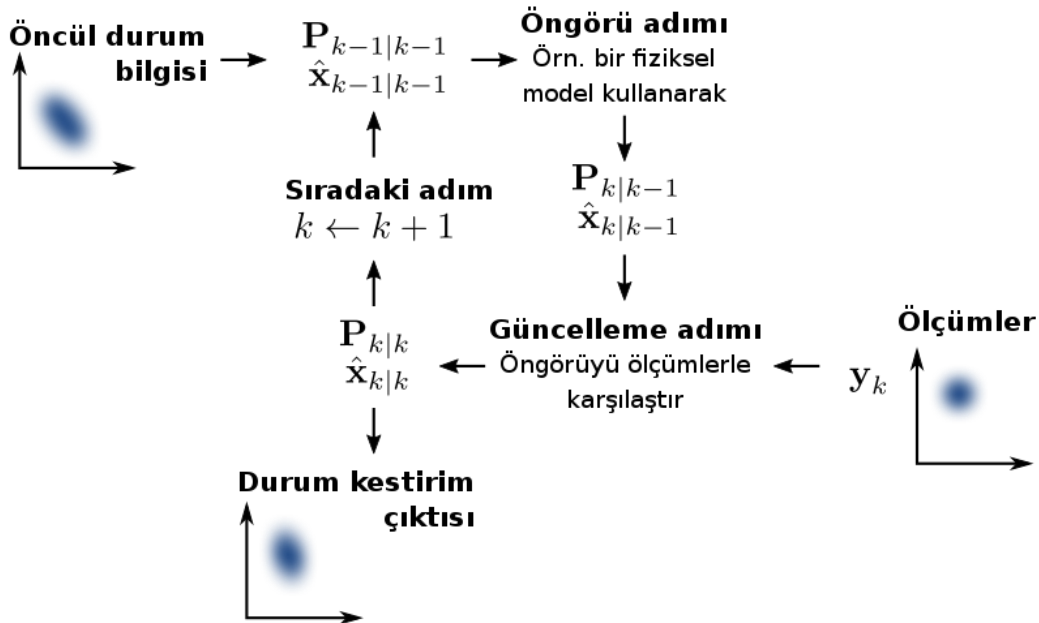 Öncül durum
bilgisi
P_{k−1|k−1}
x̂_{k−1|k−1}
Öngörü adımı
Örn. bir fiziksel
model kullanarak
P_{k|k−1}
x̂_{k|k−1}
Sıradaki adım
k ← k + 1
P_{k|k}
x̂_{k|k}
Güncelleme adımı
Öngörüyü ölçümlerle
karşılaştır
Ölçümler
y_k
Durum kestirim
çıktısı